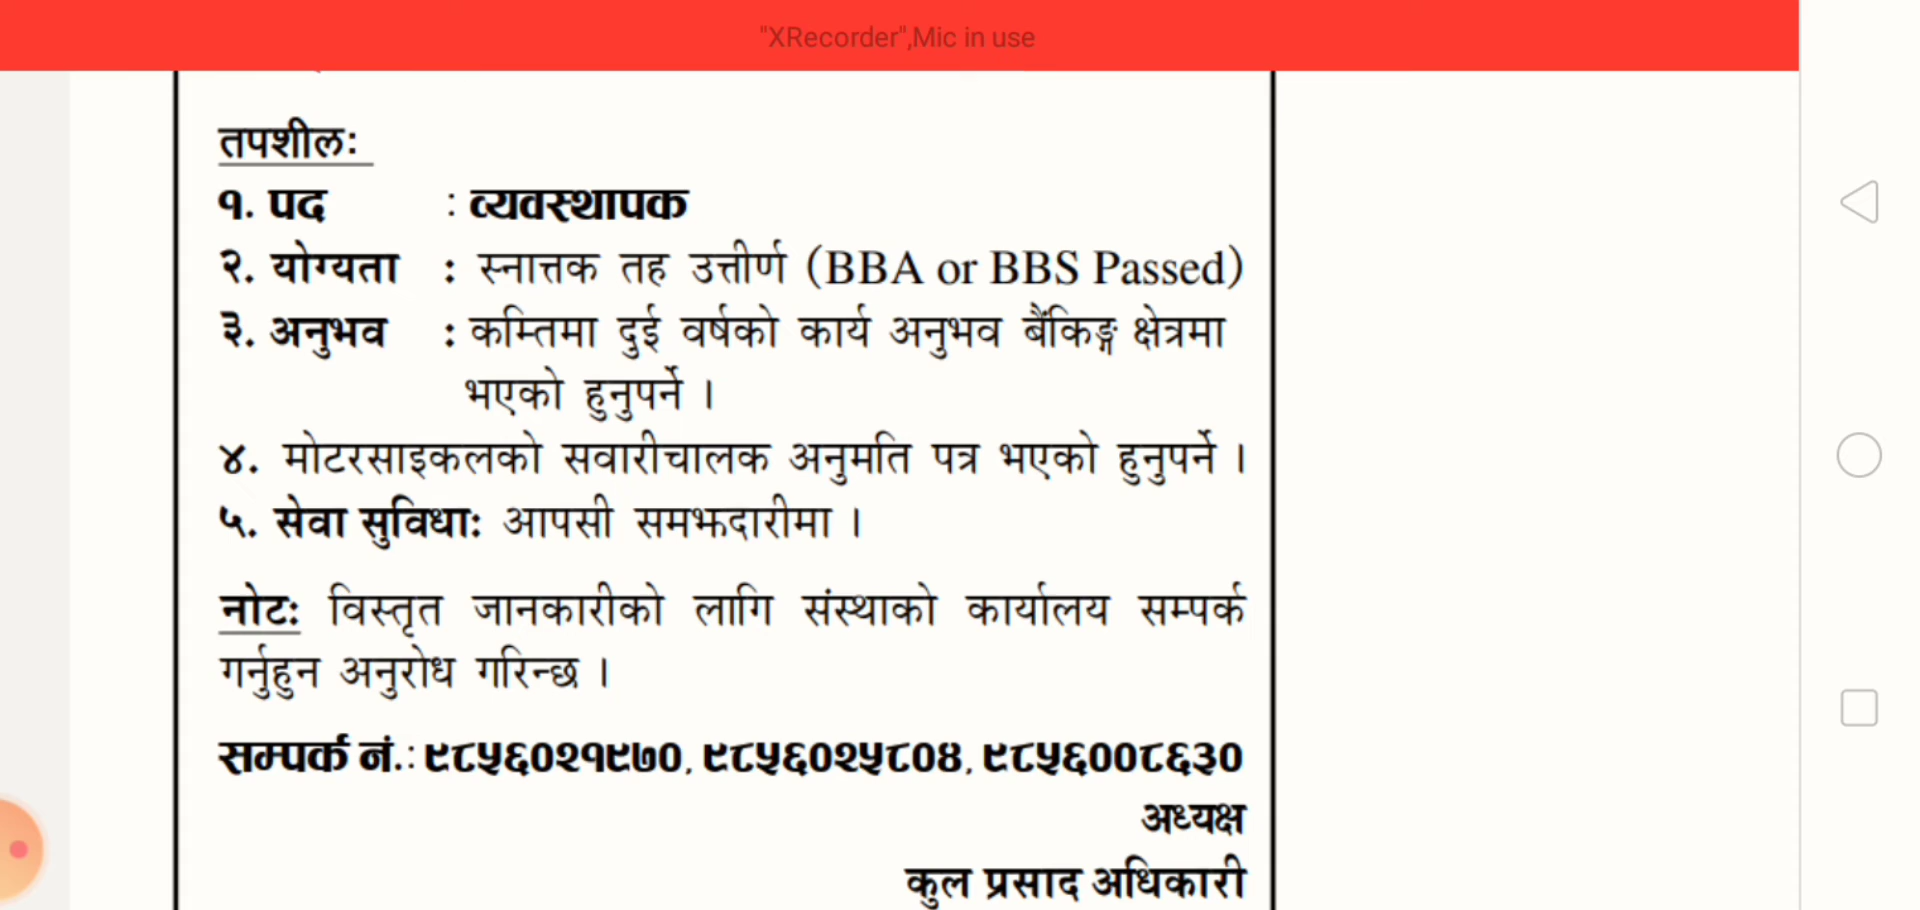 "XRecorder",Mic in use
तपशीलः
१. पद : व्यवस्थापक
२. योग्यता : स्नात्तक तह उत्तीर्ण (BBA or BBS Passed)
३. अनुभव : कम्तिमा दुई वर्षको कार्य अनुभव बैंकिङ्ग क्षेत्रमा
भएको हुनुपर्ने ।
४. मोटरसाइकलको सवारीचालक अनुमति पत्र भएको हुनुपर्ने ।
५. सेवा सुविधाः आपसी समझदारीमा ।
नोटः विस्तृत जानकारीको लागि संस्थाको कार्यालय सम्पर्क
गर्नुहुन अनुरोध गरिन्छ ।
सम्पर्क नं.: ९८५६०२१९७०, ९८५६०२५८०४, ९८५६००८६३०
अध्यक्ष
कुल प्रसाद अधिकारी